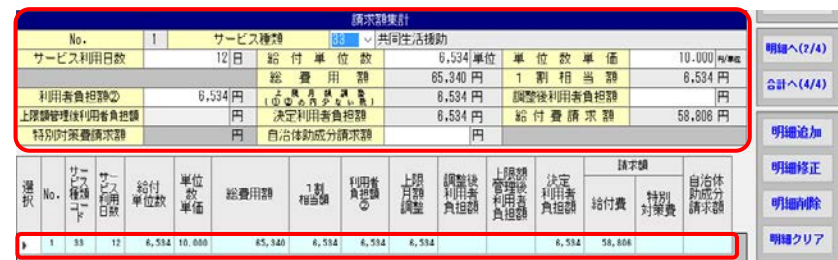 請求額集計
No. 1 サービス種類 33 共同生活援助
サービス利用日数 12 日 給付単位数 6,534 単位 単位数単価 10.000 円/単位
総費用額 65,340 円 1割相当額 6,534 円
利用者負担額② 6,534 円 上限月額調整(①②の内少ない数) 6,534 円 調整後利用者負担額 円
上限額管理後利用者負担額 円 決定利用者負担額 6,534 円 給付費請求額 58,806 円
特別対策費請求額 円 自治体助成分請求額 円
選択 No. サービス種類コード サービス利用日数 給付単位数 単位数単価 総費用額 1割相当額 利用者負担額② 上限月額調整 調整後利用者負担額 上限額管理後利用者負担額 決定利用者負担額 請求額 給付費 特別対策費 自治体助成分請求額
1 33 12 6,534 10.000 65,340 6,534 6,534 6,534 6,534 58,806
明細へ(2/4)
合計へ(4/4)
明細追加
明細修正
明細削除
明細クリア